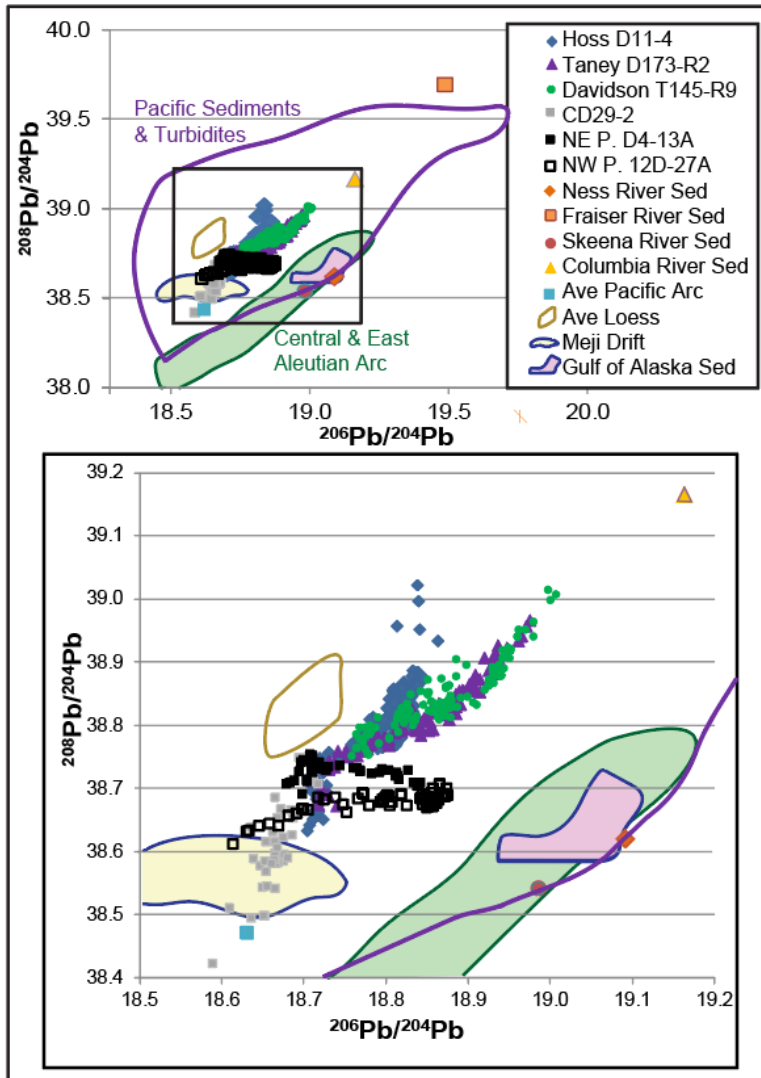 40.0
39.5
39.0
38.5
38.0
208Pb/204Pb
Pacific Sediments
& Turbidites
Central & East
Aleutian Arc
18.5 19.0 19.5 20.0
206Pb/204Pb
Hoss D11-4
Taney D173-R2
Davidson T145-R9
CD29-2
NE P. D4-13A
NW P. 12D-27A
Ness River Sed
Fraiser River Sed
Skeena River Sed
Columbia River Sed
Ave Pacific Arc
Ave Loess
Meji Drift
Gulf of Alaska Sed
39.2
39.1
39.0
38.9
38.8
38.7
38.6
38.5
38.4
208Pb/204Pb
18.5 18.6 18.7 18.8 18.9 19.0 19.1 19.2
206Pb/204Pb